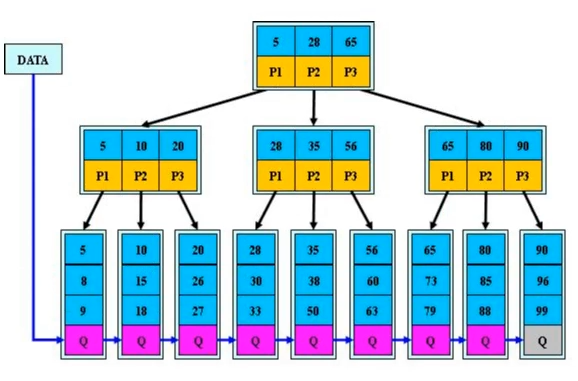 5 28 65
DATA
P1 P2 P3
5 10 20 28 35 56 65 80 90
P1 P2 P3 P1 P2 P3 P1 P2 P3
5 10 20 28 35 56 65 80 90
8 15 26 30 38 60 73 85 96
9 18 27 33 50 63 79 88 99
Q Q Q Q Q Q Q Q Q